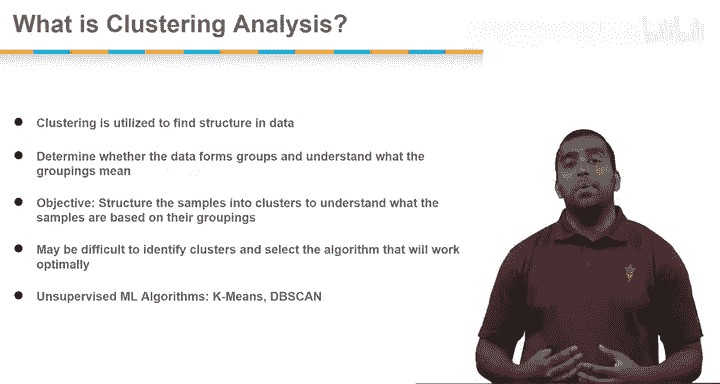 What is Clustering Analysis?
Clustering is utilized to find structure in data
Determine whether the data forms groups and understand what the
groupings mean
Objective: Structure the samples into clusters to understand what the
samples are based on their groupings
May be difficult to identify clusters and select the algorithm that will work
optimally
Unsupervised ML Algorithms: K-Means, DBSCAN